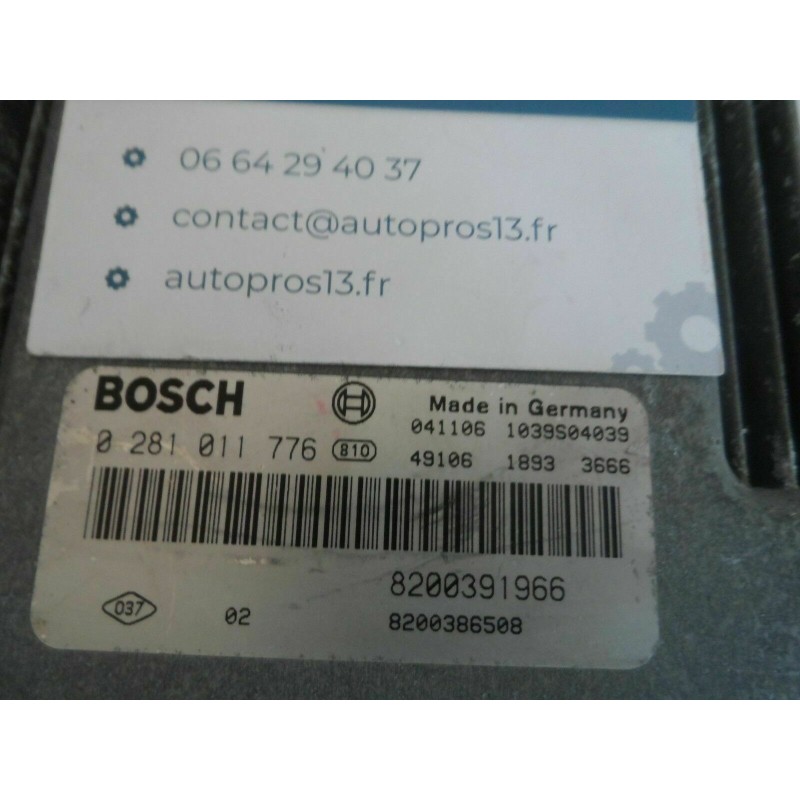 06 64 29 40 37
contact@autopros13.fr
autopros13.fr
BOSCH
Made in Germany
0 281 011 776 810
041106 1039S04039
49106 1893 3666
8200391966
037 02
8200386508